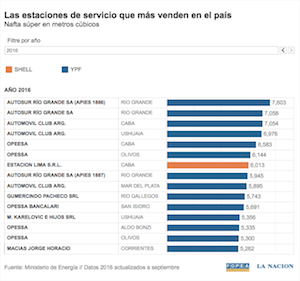 Las estaciones de servicio que más venden en el país
Nafta súper en metros cúbicos
Filtre por año
2016
SHELL YPF
AÑO 2016
AUTOSUR RÍO GRANDE SA (APIES 1886) RIO GRANDE 7,603
AUTOSUR RÍO GRANDE SA RIO GRANDE 7,058
AUTOMOVIL CLUB ARG. CABA 7,054
AUTOMOVIL CLUB ARG. USHUAIA 6,976
OPEESA CABA 6,583
OPESSA OLIVOS 6,144
ESTACION LIMA S.R.L. CABA 6,013
AUTOSUR RÍO GRANDE SA (APIES 1887) RIO GRANDE 5,945
AUTOMOVIL CLUB ARG. MAR DEL PLATA 5,895
GUMERCINDO PACHECO SRL RIO GALLEGOS 5,743
OPESSA BANCALARI SAN ISIDRO 5,691
M. KARELOVIC E HIJOS SRL USHUAIA 5,386
OPESSA ALDO BONZI 5,335
OPESSA OLIVOS 5,300
MACIAS JORGE HORACIO CORRIENTES 5,262
Fuente: Ministerio de Energía // Datos 2016 actualizados a septiembre
FOPEA LA NACION